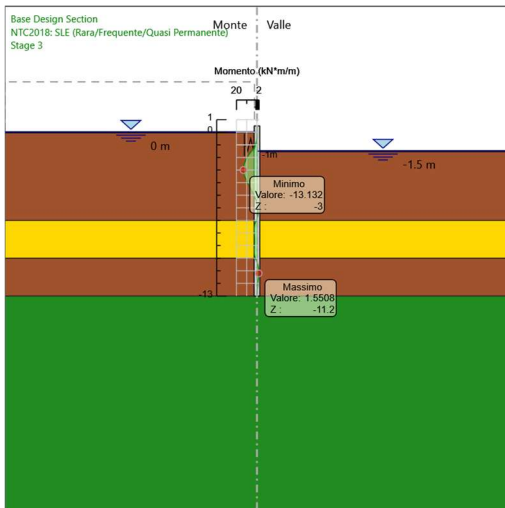 Base Design Section
NTC2018: SLE (Rara/Frequente/Quasi Permanente)
Stage 3
Monte
Valle
Momento (kN*m/m)
20 2
1
0
0 m
-1m
-1.5 m
Minimo
Valore: -13.132
Z : -3
-13
Massimo
Valore: 1.5508
Z : -11.2